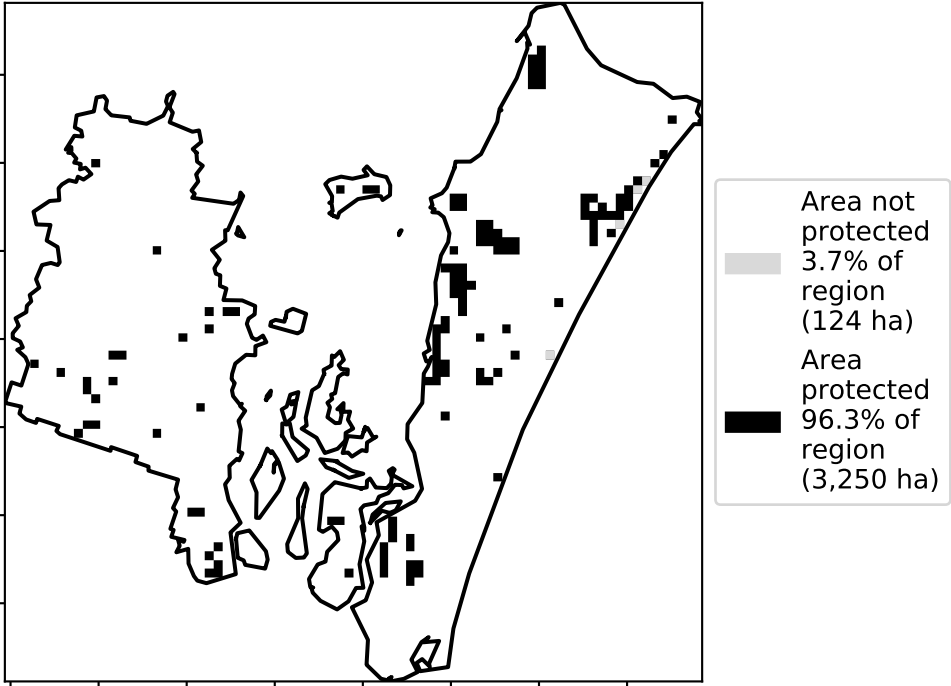 Area not
protected
3.7% of
region
(124 ha)
Area
protected
96.3% of
region
(3,250 ha)